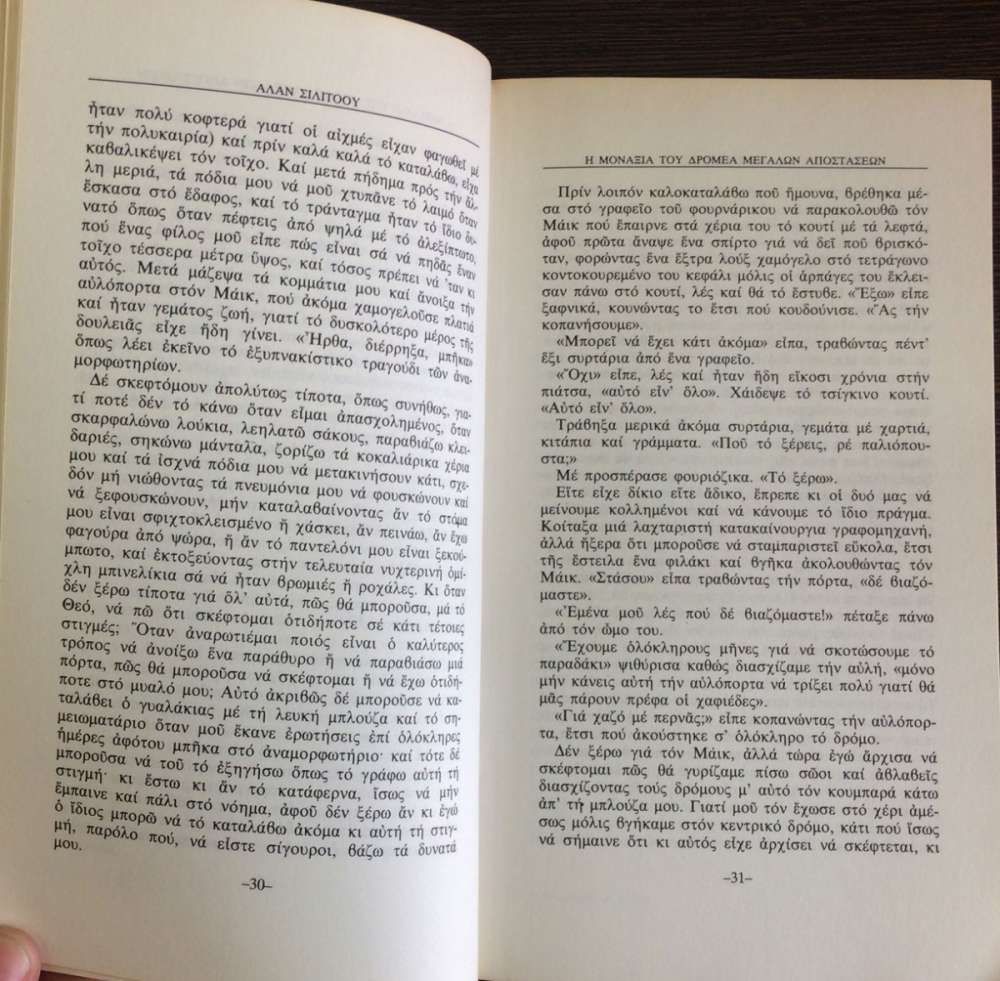 ΑΛΑΝ ΣΙΛΙΤΟΟΥ
ἦταν πολύ κοφτερά γιατί οἱ αἰχμές εἶχαν φαγωθεῖ μέ
τήν πολυκαιρία) καί πρίν καλά καλά τό καταλάβω, εἶχα
καβαλικέψει τόν τοῖχο. Καί μετά πήδημα πρός τήν ἄλ-
λη μεριά, τά πόδια μου νά μοῦ χτυπᾶνε τό λαιμό ὅταν
ἔσκασα στό ἔδαφος, καί τό τράνταγμα ἦταν τό ἴδιο δυ-
νατό ὅπως ὅταν πέφτεις ἀπό ψηλά μέ τό ἀλεξίπτωτο,
πού ἕνας φίλος μοῦ εἶπε πώς εἶναι σά νά πηδᾶς ἕναν
τοῖχο τέσσερα μέτρα ὕψος, καί τόσος πρέπει νά 'ταν κι
αὐτός. Μετά μάζεψα τά κομμάτια μου καί ἄνοιξα τήν
αὐλόπορτα στόν Μάικ, πού ἀκόμα χαμογελοῦσε πλατιά
καί ἦταν γεμάτος ζωή, γιατί τό δυσκολότερο μέρος τῆς
δουλειᾶς εἶχε ἤδη γίνει. «Ἦρθα, διέρρηξα, μπῆκα»
ὅπως λέει ἐκεῖνο τό ἐξυπνακίστικο τραγούδι τῶν ἀνα-
μορφωτηρίων.
Δέ σκεφτόμουν ἀπολύτως τίποτα, ὅπως συνήθως, για-
τί ποτέ δέν τό κάνω ὅταν εἶμαι ἀπασχολημένος, ὅταν
σκαρφαλώνω λούκια, λεηλατῶ σάκους, παραβιάζω κλει-
δαριές, σηκώνω μάνταλα, ζορίζω τά κοκαλιάρικα χέρια
μου καί τά ἰσχνά πόδια μου νά μετακινήσουν κάτι, σχε-
δόν μή νιώθοντας τά πνευμόνια μου νά φουσκώνουν καί
νά ξεφουσκώνουν, μήν καταλαβαίνοντας ἄν τό στόμα
μου εἶναι σφιχτοκλεισμένο ἤ χάσκει, ἄν πεινάω, ἄν ἔχω
φαγούρα ἀπό ψώρα, ἤ ἄν τό παντελόνι μου εἶναι ξεκού-
μπωτο, καί ἐκτοξεύοντας στήν τελευταία νυχτερινή ὁμί-
χλη μπινελίκια σά νά ἦταν βρωμιές ἤ ροχάλες. Κι ὅταν
δέν ξέρω τίποτα γιά ὅλ' αὐτά, πῶς θά μποροῦσα, μά τό
Θεό, νά πῶ ὅτι σκέφτομαι ὁτιδήποτε σέ κάτι τέτοιες
στιγμές; Ὅταν ἀναρωτιέμαι ποιός εἶναι ὁ καλύτερος
τρόπος νά ἀνοίξω ἕνα παράθυρο ἤ νά παραβιάσω μιά
πόρτα, πῶς θά μποροῦσα νά σκέφτομαι ἤ νά ἔχω ὁτιδή-
ποτε στό μυαλό μου; Αὐτό ἀκριβῶς δέ μποροῦσε νά κα-
ταλάβει ὁ γυαλάκιας μέ τή λευκή μπλούζα καί τό ση-
μειωματάριο ὅταν μοῦ ἔκανε ἐρωτήσεις ἐπί ὁλόκληρες
ἡμέρες ἀφότου μπῆκα στό ἀναμορφωτήριο· καί τότε δέ
μποροῦσα νά τοῦ τό ἐξηγήσω ὅπως τό γράφω αὐτή τή
στιγμή· κι ἔστω κι ἄν τό κατάφερνα, ἴσως νά μήν
ἔμπαινε καί πάλι στό νόημα, ἀφοῦ δέν ξέρω ἄν κι ἐγώ
ὁ ἴδιος μπορῶ νά τό καταλάβω ἀκόμα κι αὐτή τή στιγ-
μή, παρόλο πού, νά εἶστε σίγουροι, βάζω τά δυνατά
μου.
–30–
Η ΜΟΝΑΞΙΑ ΤΟΥ ΔΡΟΜΕΑ ΜΕΓΑΛΩΝ ΑΠΟΣΤΑΣΕΩΝ
Πρίν λοιπόν καλοκαταλάβω ποῦ ἤμουνα, βρέθηκα μέ-
σα στό γραφεῖο τοῦ φουρνάρικου νά παρακολουθῶ τόν
Μάικ πού ἔπαιρνε στά χέρια του τό κουτί μέ τά λεφτά,
ἀφοῦ πρῶτα ἄναψε ἕνα σπίρτο γιά νά δεῖ ποῦ βρισκό-
ταν, φορώντας ἕνα ἔξτρα λούξ χαμόγελο στό τετράγωνο
κοντοκουρεμένο του κεφάλι μόλις οἱ ἀρπάγες του ἔκλει-
σαν πάνω στό κουτί, λές καί θά τό ἔστυβε. «Ἔξω» εἶπε
ξαφνικά, κουνώντας το ἔτσι πού κουδούνισε. «Ἄς τήν
κοπανήσουμε».
«Μπορεῖ νά ἔχει κάτι ἀκόμα» εἶπα, τραβώντας πέντ'
ἕξι συρτάρια ἀπό ἕνα γραφεῖο.
«Ὄχι» εἶπε, λές καί ἦταν ἤδη εἴκοσι χρόνια στήν
πιάτσα, «αὐτό εἶν' ὅλο». Χάιδεψε τό τσίγκινο κουτί.
«Αὐτό εἶν' ὅλο».
Τράβηξα μερικά ἀκόμα συρτάρια, γεμάτα μέ χαρτιά,
κιτάπια καί γράμματα. «Ποῦ τό ξέρεις, ρέ παλιόπου-
στα;»
Μέ προσπέρασε φουριόζικα. «Τό ξέρω».
Εἴτε εἶχε δίκιο εἴτε ἄδικο, ἔπρεπε κι οἱ δυό μας νά
μείνουμε κολλημένοι καί νά κάνουμε τό ἴδιο πράγμα.
Κοίταξα μιά λαχταριστή κατακαίνουργια γραφομηχανή,
ἀλλά ἤξερα ὅτι μποροῦσε νά σταμπαριστεῖ εὔκολα, ἔτσι
τῆς ἔστειλα ἕνα φιλάκι καί βγῆκα ἀκολουθώντας τόν
Μάικ. «Στάσου» εἶπα τραβώντας τήν πόρτα, «δέ βιαζό-
μαστε».
«Ἐμένα μοῦ λές πού δέ βιαζόμαστε!» πέταξε πάνω
ἀπό τόν ὦμο του.
«Ἔχουμε ὁλόκληρους μῆνες γιά νά σκοτώσουμε τό
παραδάκι» ψιθύρισα καθώς διασχίζαμε τήν αὐλή, «μόνο
μήν κάνεις αὐτή τήν αὐλόπορτα νά τρίξει πολύ γιατί θά
μᾶς πάρουν πρέφα οἱ χαφιέδες».
«Γιά χαζό μέ περνᾶς;» εἶπε κοπανώντας τήν αὐλόπορ-
τα, ἔτσι πού ἀκούστηκε σ' ὁλόκληρο τό δρόμο.
Δέν ξέρω γιά τόν Μάικ, ἀλλά τώρα ἐγώ ἄρχισα νά
σκέφτομαι πῶς θά γυρίζαμε πίσω σῶοι καί ἀβλαβεῖς
διασχίζοντας τούς δρόμους μ' αὐτό τόν κουμπαρά κάτω
ἀπ' τή μπλούζα μου. Γιατί μοῦ τόν ἔχωσε στό χέρι ἀμέ-
σως μόλις βγήκαμε στόν κεντρικό δρόμο, κάτι πού ἴσως
νά σήμαινε ὅτι κι αὐτός εἶχε ἀρχίσει νά σκέφτεται, κι
–31–